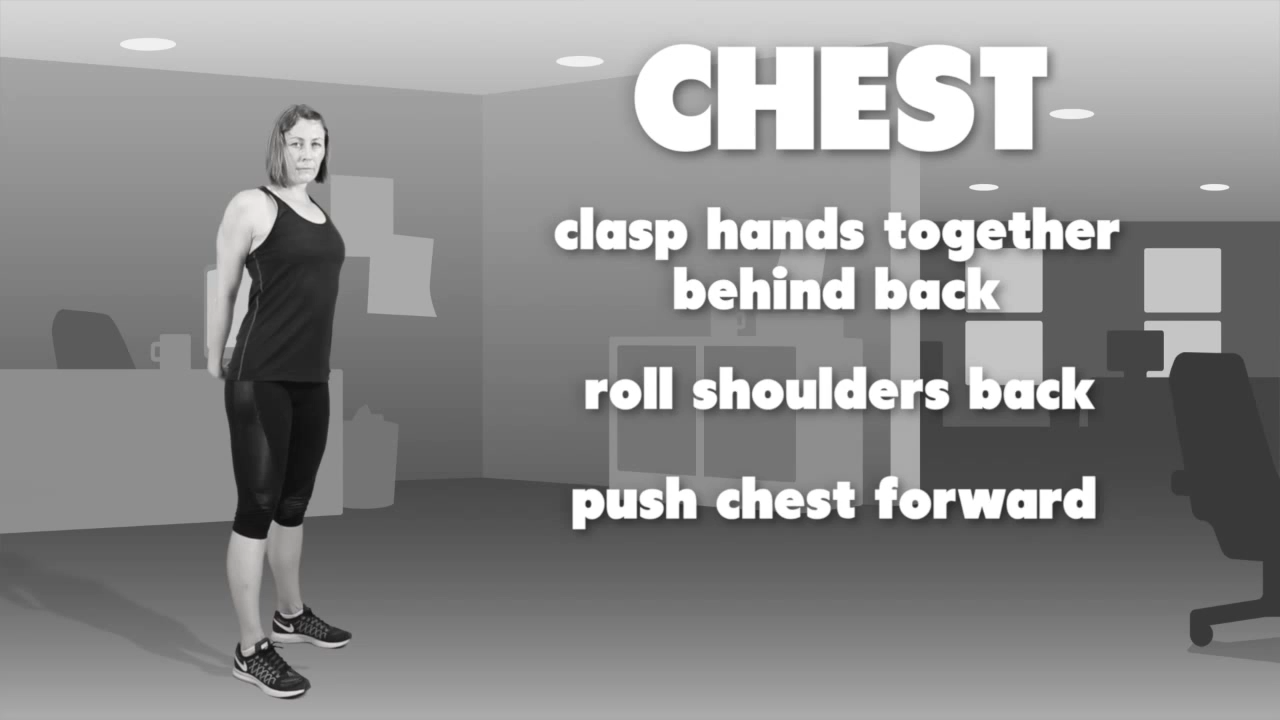 CHEST
clasp hands together
behind back
roll shoulders back
push chest forward